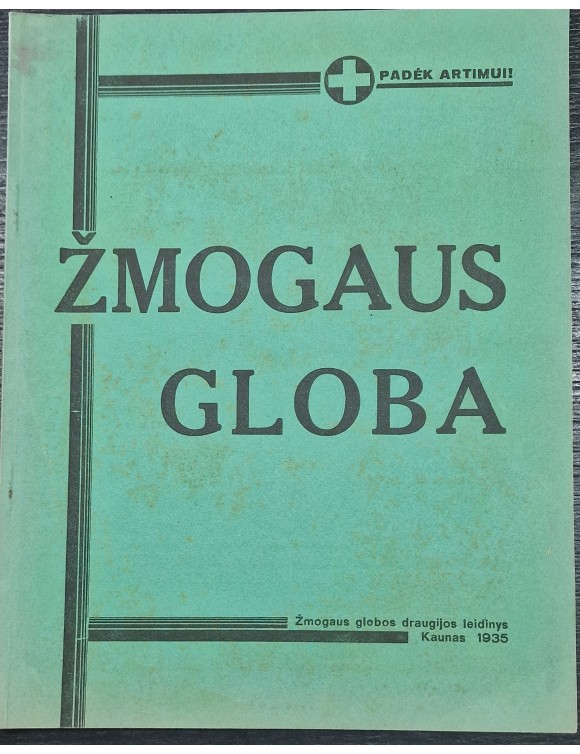 PADĖK ARTIMUI!
ŽMOGAUS
GLOBA
Žmogaus globos draugijos leidinys
Kaunas 1935